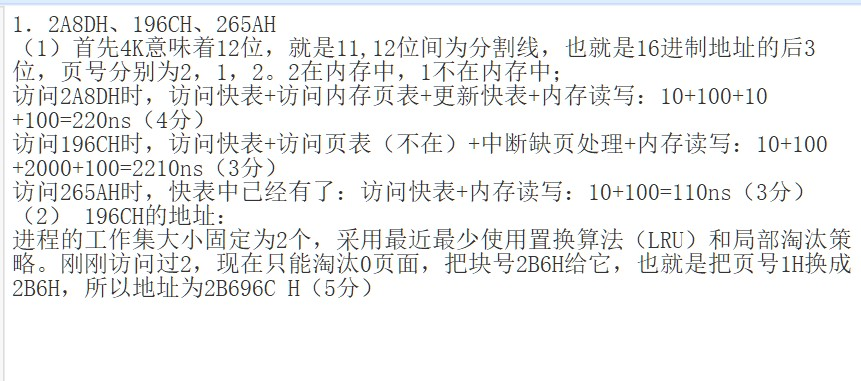 1. 2A8DH、196CH、265AH
（1）首先4K意味着12位，就是11,12位间为分割线，也就是16进制地址的后3
位，页号分别为2，1，2。2在内存中，1不在内存中;
访问2A8DH时，访问快表+访问内存页表+更新快表+内存读写：10+100+10
+100=220ns（4分）
访问196CH时，访问快表+访问页表（不在）+中断缺页处理+内存读写：10+100
+2000+100=2210ns（3分）
访问265AH时，快表中已经有了：访问快表+内存读写：10+100=110ns（3分）
（2） 196CH的地址：
进程的工作集大小固定为2个，采用最近最少使用置换算法（LRU）和局部淘汰策
略。刚刚访问过2，现在只能淘汰0页面，把块号2B6H给它，也就是把页号1H换成
2B6H，所以地址为2B696C H（5分）